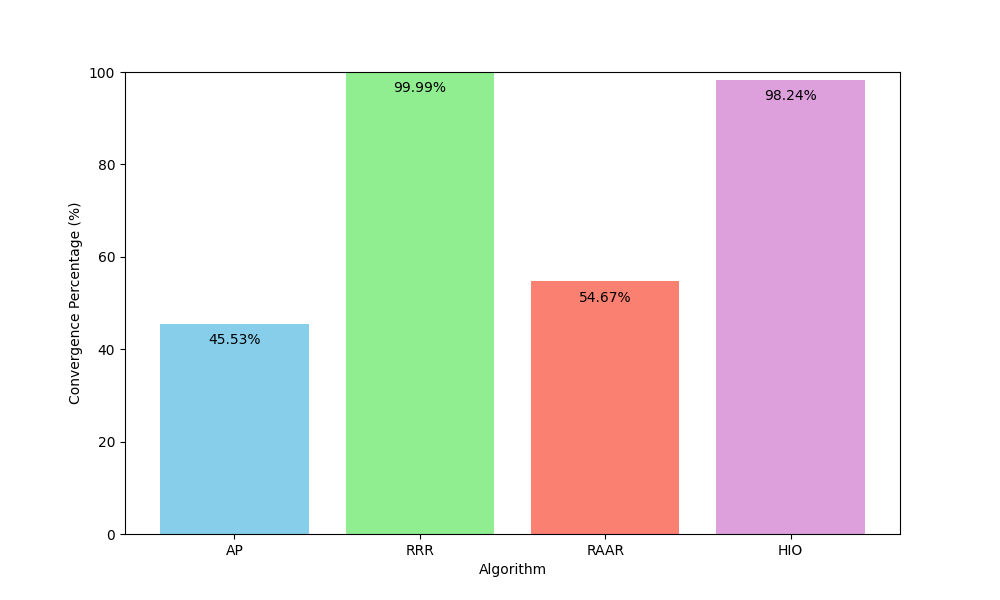 100
80
60
40
20
0
Convergence Percentage (%)
45.53%
99.99%
54.67%
98.24%
AP
RRR
RAAR
HIO
Algorithm